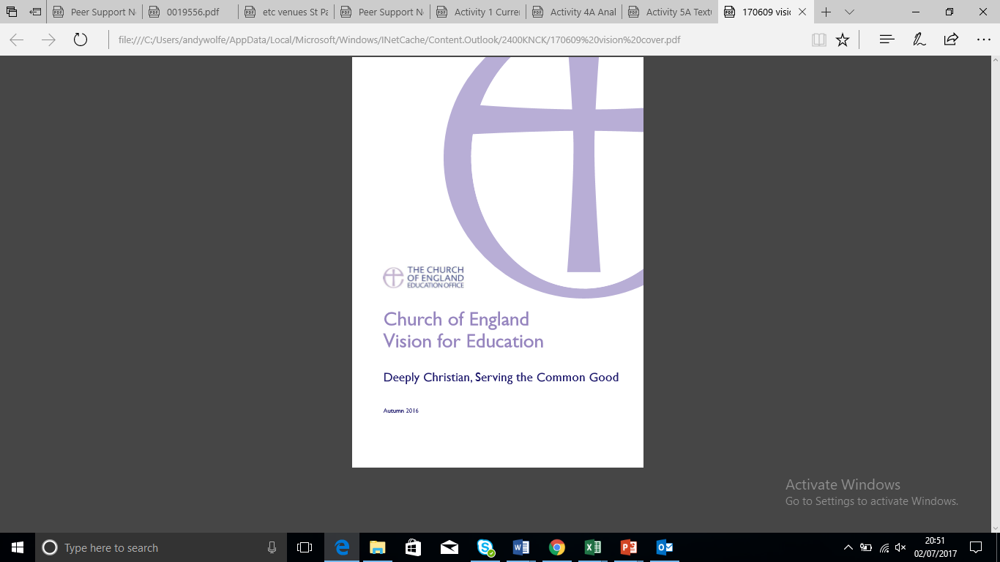 Peer Support N
0019556.pdf
etc venues St Pa
Peer Support N
Activity 1 Curre
Activity 4A Anal
Activity 5A Textu
170609 visio
file:///C:/Users/andywolfe/AppData/Local/Microsoft/Windows/INetCache/Content.Outlook/2400KNCK/170609%20vision%20cover.pdf
THE CHURCH
OF ENGLAND
EDUCATION OFFICE
Church of England
Vision for Education
Deeply Christian, Serving the Common Good
Autumn 2016
Activate Windows
Go to Settings to activate Windows.
Type here to search
20:51
02/07/2017